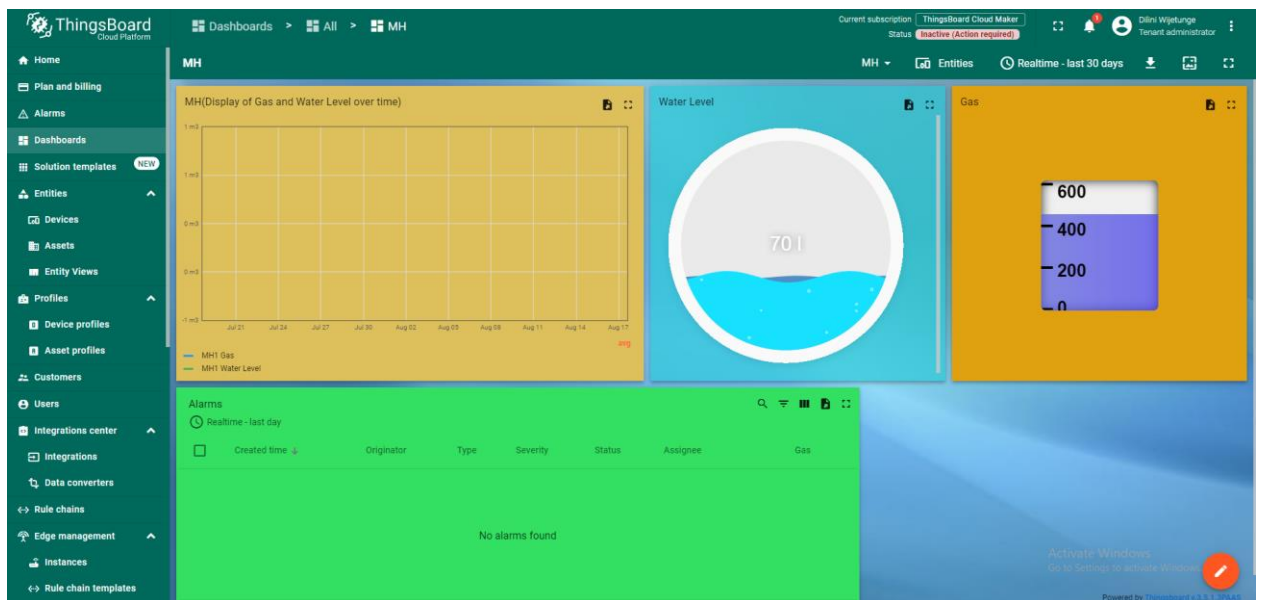 ThingsBoard
Cloud Platform
Dashboards > All > MH
Current subscription ThingsBoard Cloud Maker
Status Inactive (Action required)
Dilini Wijetunge
Tenant administrator
Home
Plan and billing
Alarms
Dashboards
Solution templates NEW
Entities
Devices
Assets
Entity Views
Profiles
Device profiles
Asset profiles
Customers
Users
Integrations center
Integrations
Data converters
Rule chains
Edge management
Instances
Rule chain templates
MH
MH Entities Realtime - last 30 days
MH(Display of Gas and Water Level over time)
1 m3
1 m3
0 m3
0 m3
-1 m3
Jul 21 Jul 24 Jul 27 Jul 30 Aug 02 Aug 05 Aug 08 Aug 11 Aug 14 Aug 17
avg
MH1 Gas
MH1 Water Level
Water Level
70 l
Gas
600
400
200
0
Alarms
Realtime - last day
Created time Originator Type Severity Status Assignee Gas
No alarms found
Activate Windows
Go to Settings to activate Windows
Powered by Thingsboard